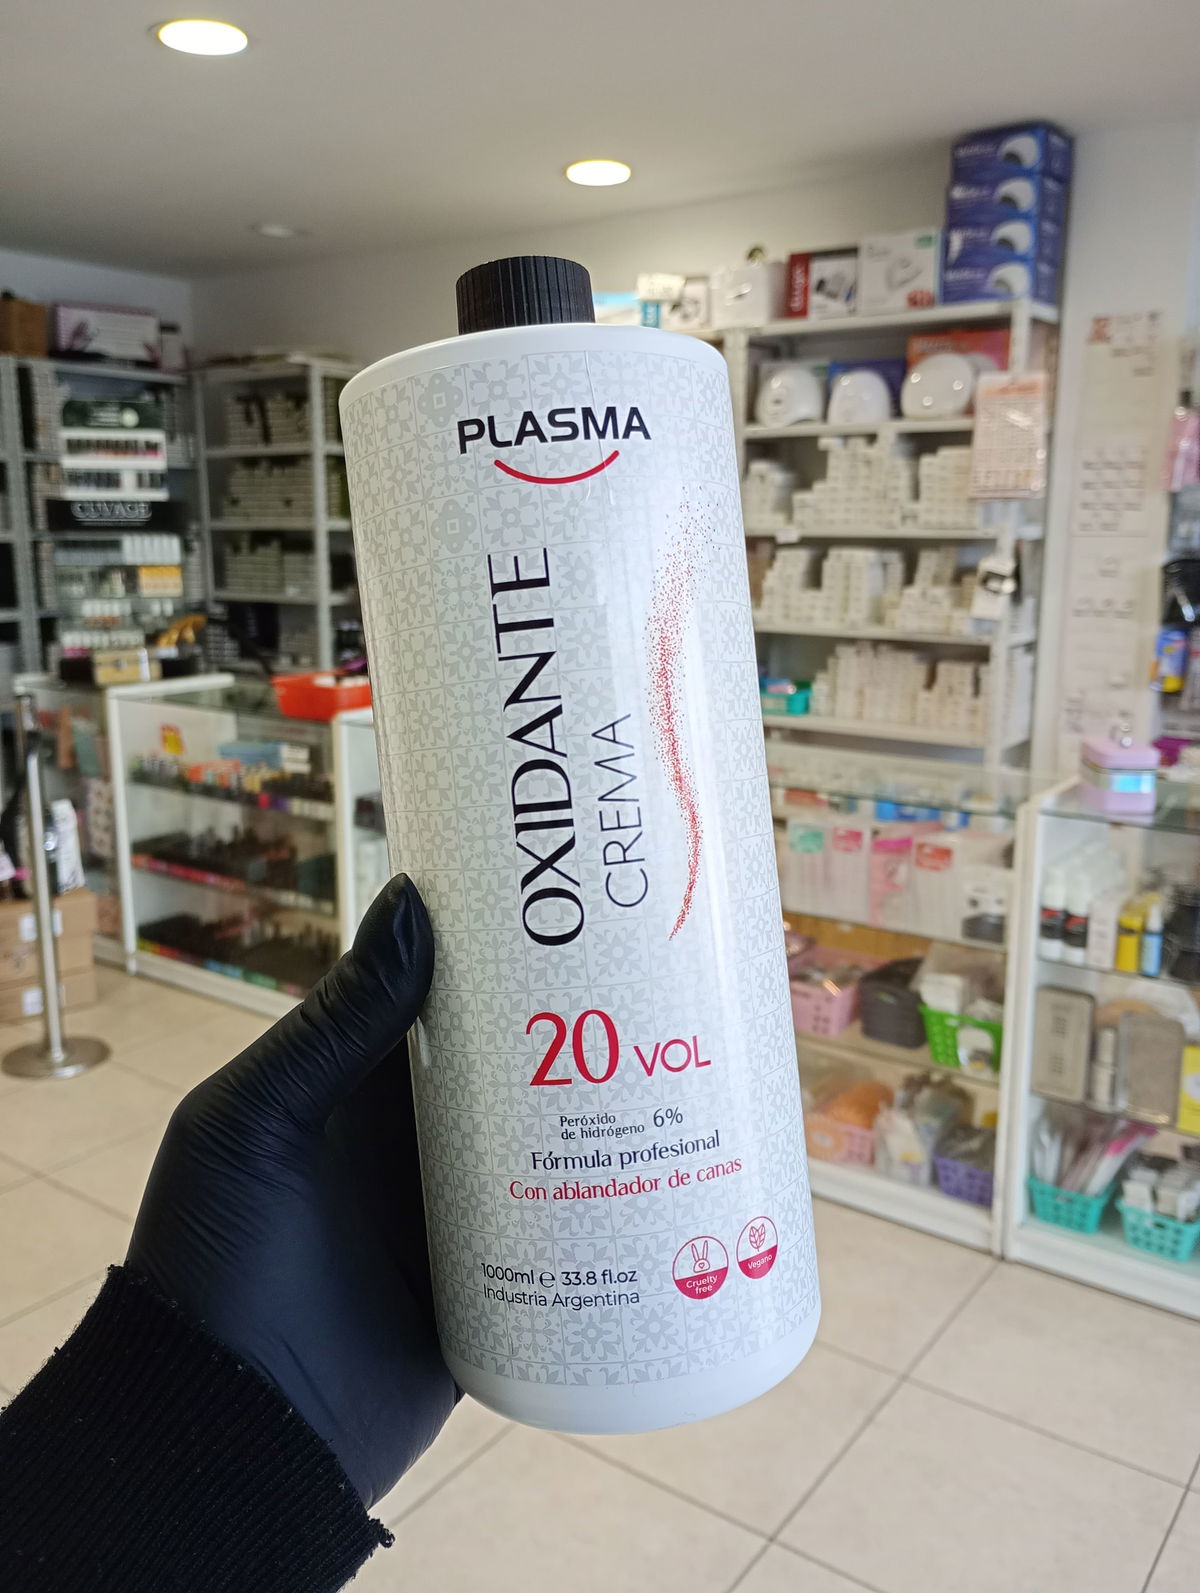 PLASMA
OXIDANTE
CREMA
20 VOL
Peróxido
de hidrógeno 6%
Fórmula profesional
Con ablandador de canas
1000ml e 33.8 fl.oz
Industria Argentina
Cruelty
free
Vegano
CUVAGE